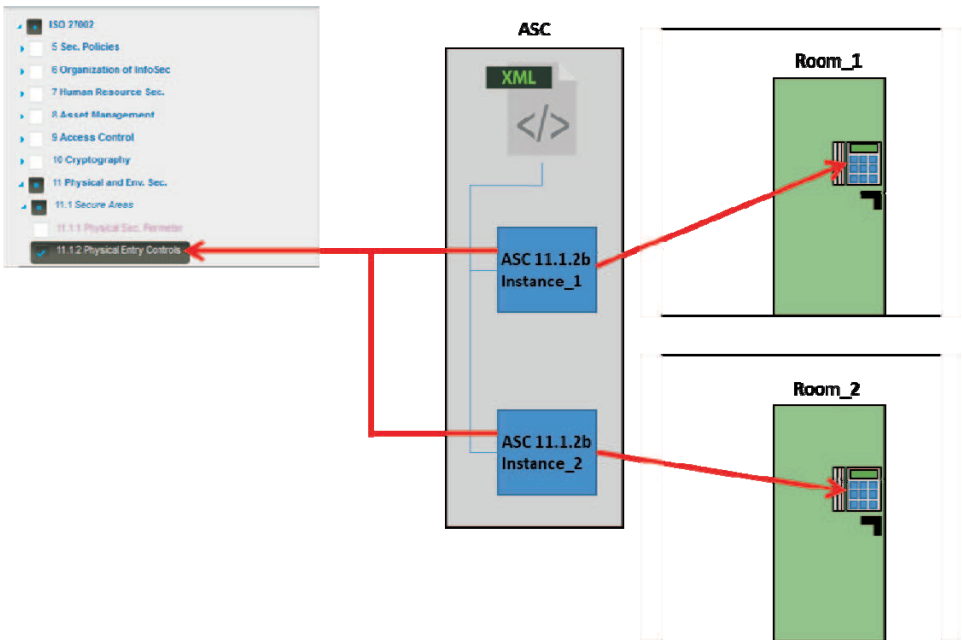 ISO 27002
5 Sec. Policies
6 Organization of InfoSec
7 Human Resource Sec.
8 Asset Management
9 Access Control
10 Cryptography
11 Physical and Env. Sec.
11.1 Secure Areas
11.1.1 Physical Sec. Perimeter
11.1.2 Physical Entry Controls
ASC
XML
</>
ASC 11.1.2b
Instance_1
ASC 11.1.2b
Instance_2
Room_1
Room_2